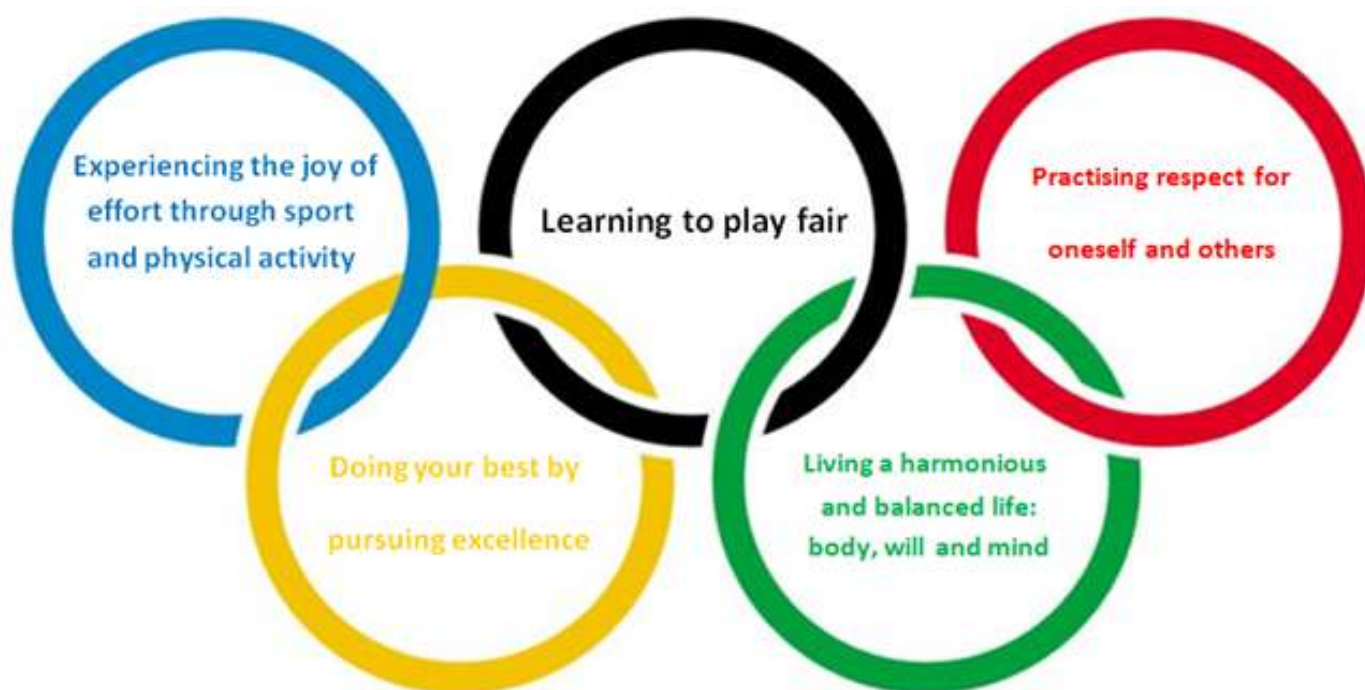 Experiencing the joy of
effort through sport
and physical activity
Learning to play fair
Practising respect for
oneself and others
Doing your best by
pursuing excellence
Living a harmonious
and balanced life:
body, will and mind